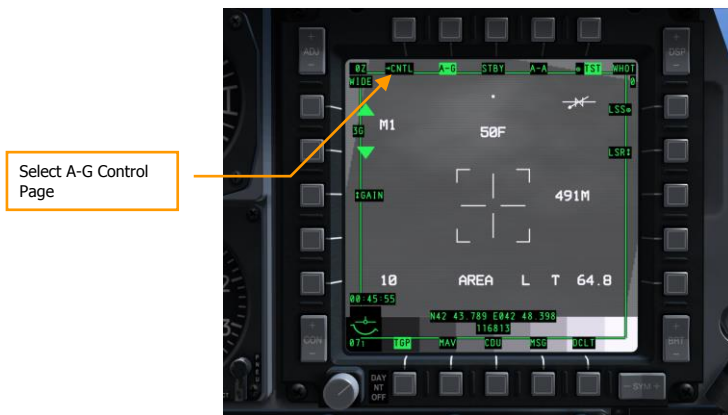 ADJ
DSP
0Z →CNTL A-G STBY A-A TST WHOT
WIDE 0
LSS
M1
50F
3G
LSR↕
Select A-G Control
Page
↕GAIN
491M
10 AREA L T 64.8
00:45:55
N42 43.789 E042 48.398
116813
07T TGP MAV CDU MSG DCLT
CON
BRT
DAY
NT
OFF
- SYM +